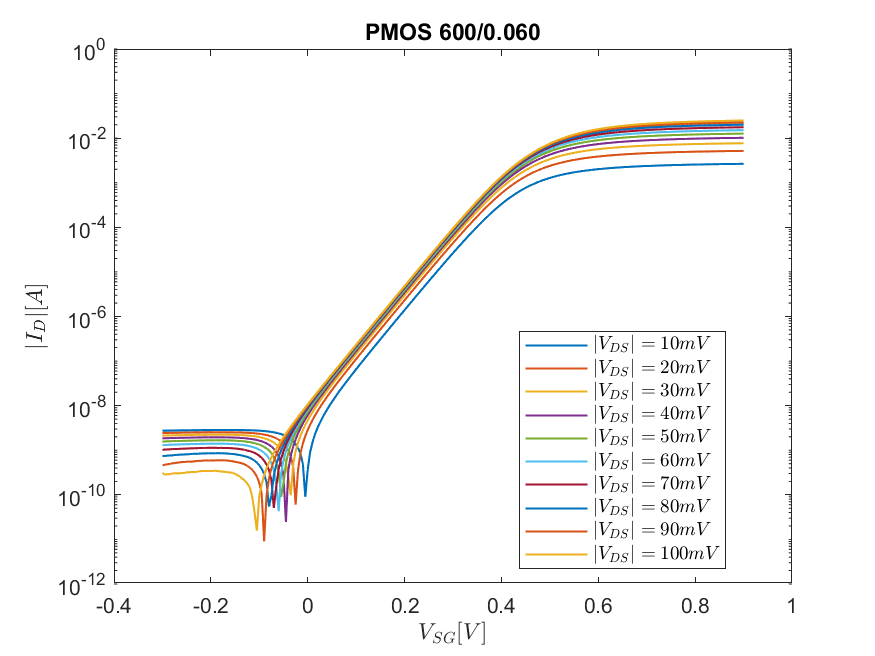 PMOS 600/0.060
10^0
10^-2
10^-4
10^-6
10^-8
10^-10
10^-12
|I_D|[A]
-0.4 -0.2 0 0.2 0.4 0.6 0.8 1
V_SG[V]
|V_DS| = 10mV
|V_DS| = 20mV
|V_DS| = 30mV
|V_DS| = 40mV
|V_DS| = 50mV
|V_DS| = 60mV
|V_DS| = 70mV
|V_DS| = 80mV
|V_DS| = 90mV
|V_DS| = 100mV